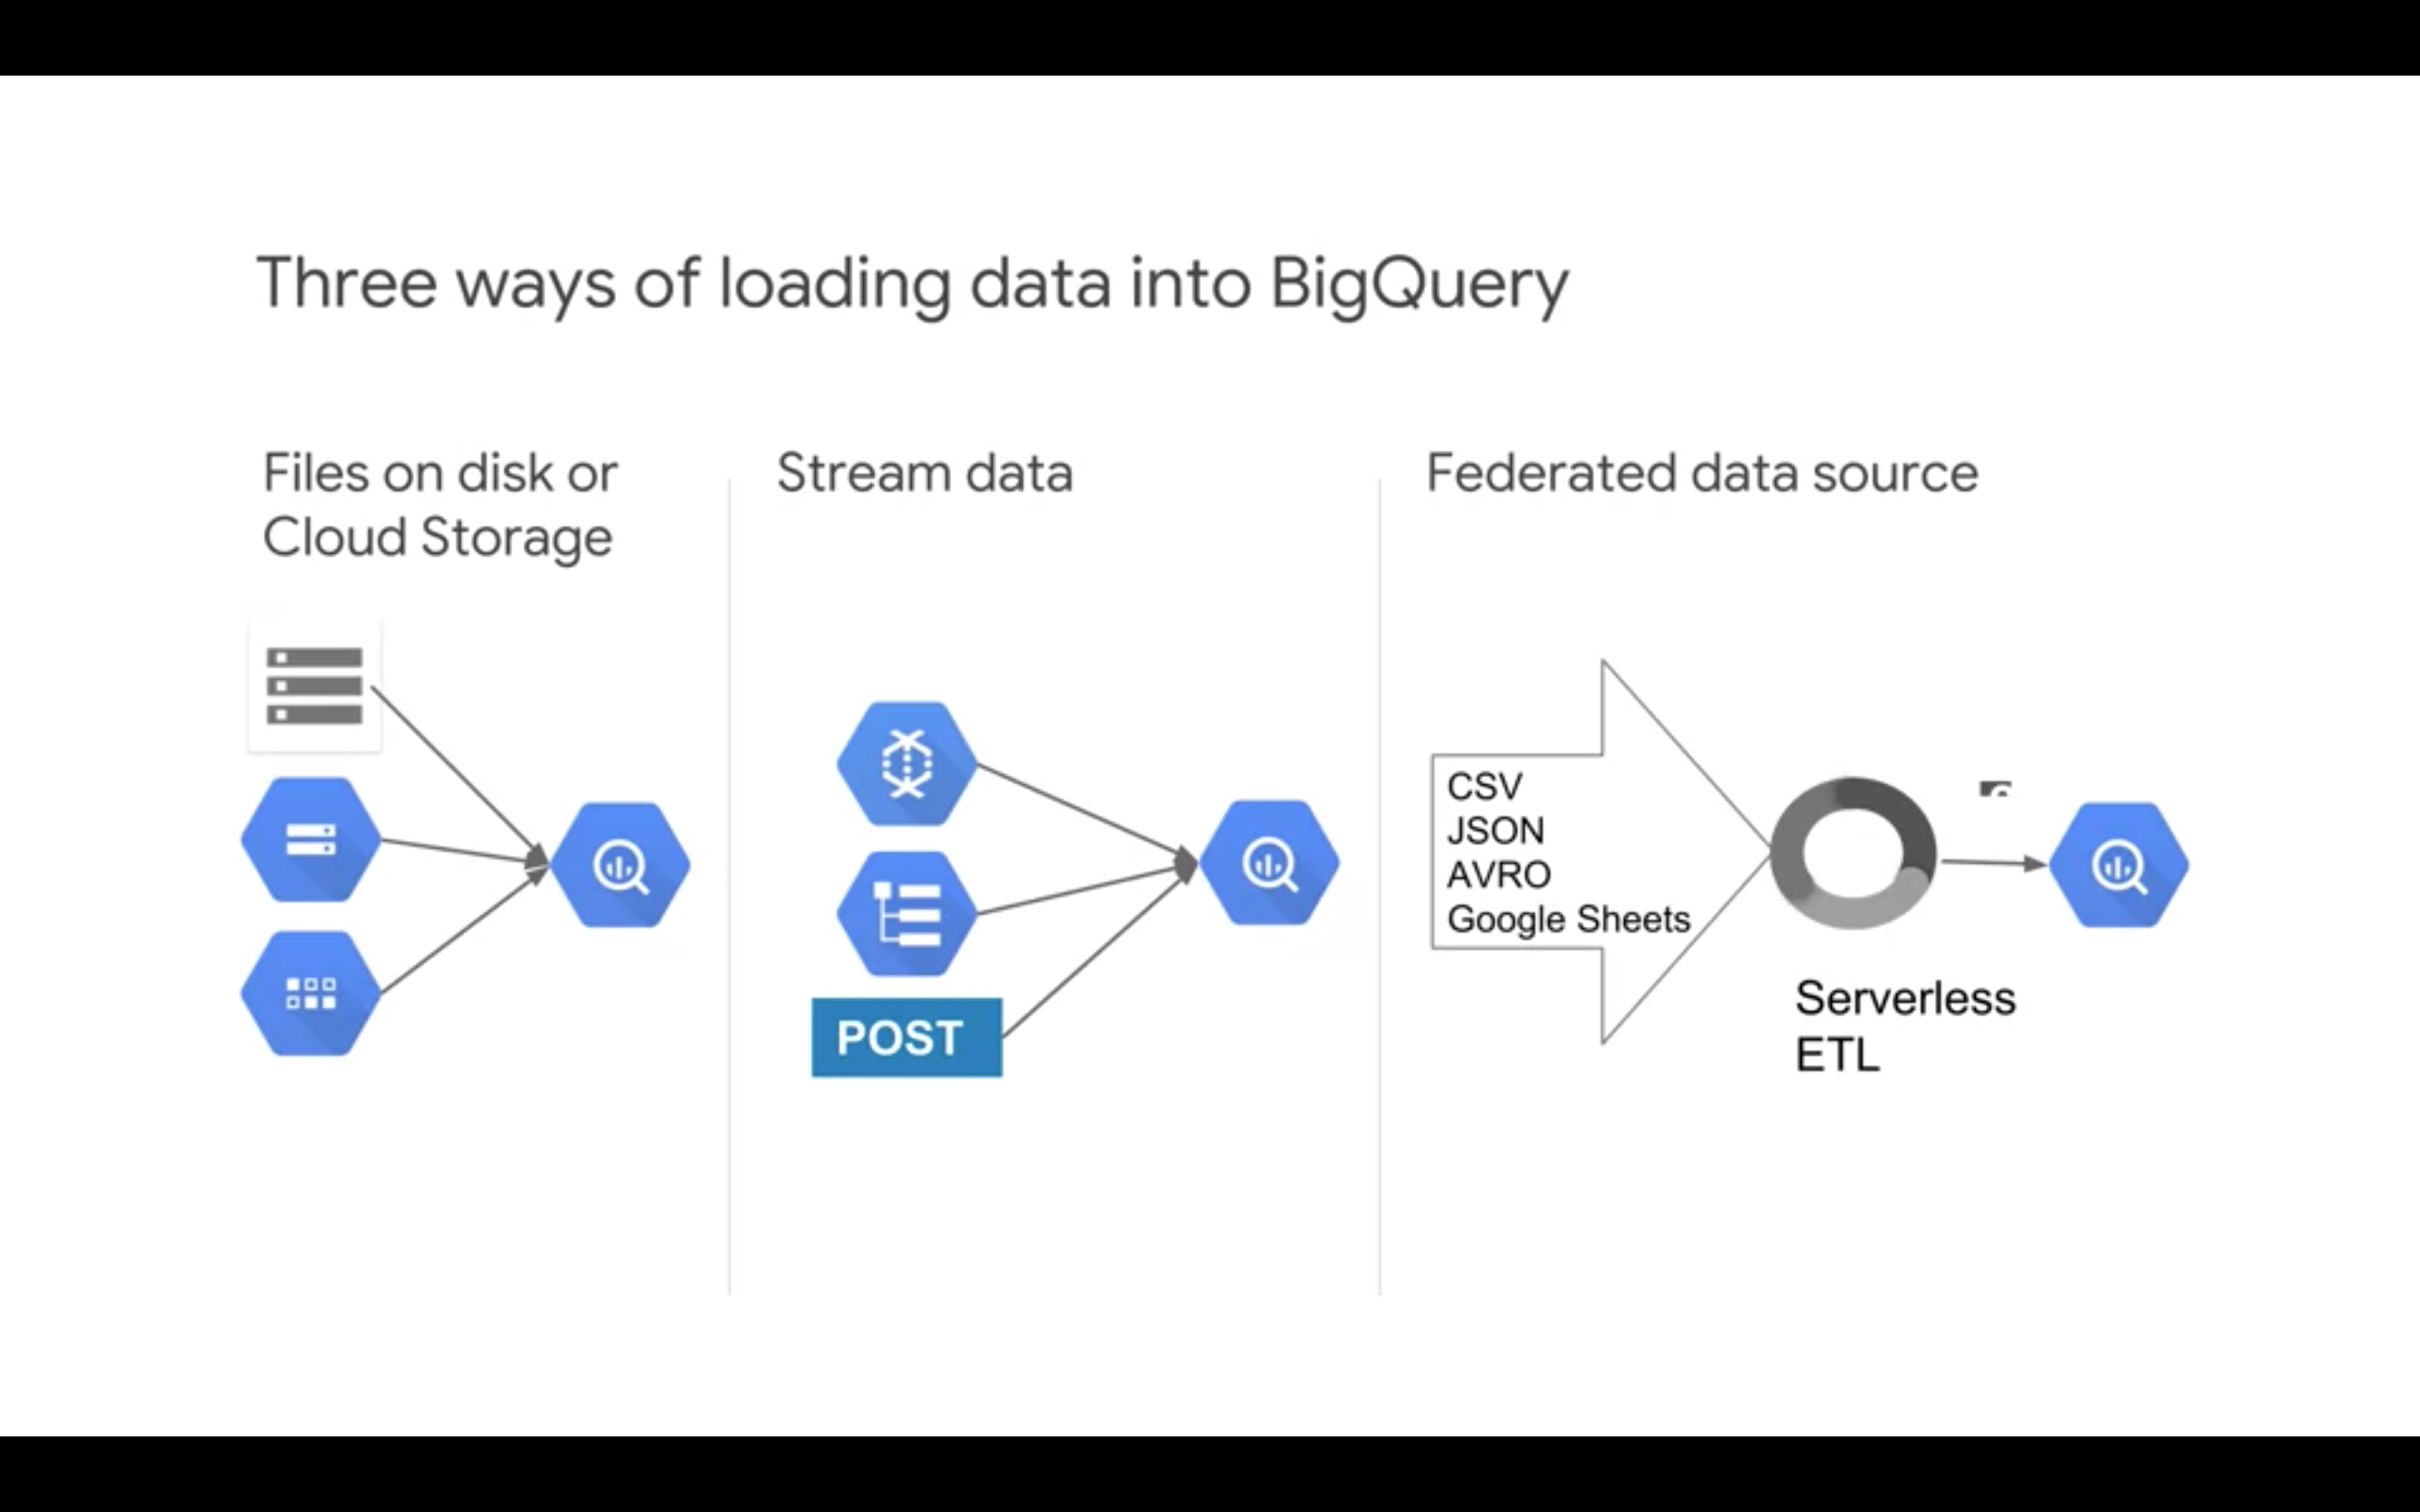 Three ways of loading data into BigQuery
Files on disk or
Cloud Storage
Stream data
POST
Federated data source
CSV
JSON
AVRO
Google Sheets
Serverless
ETL